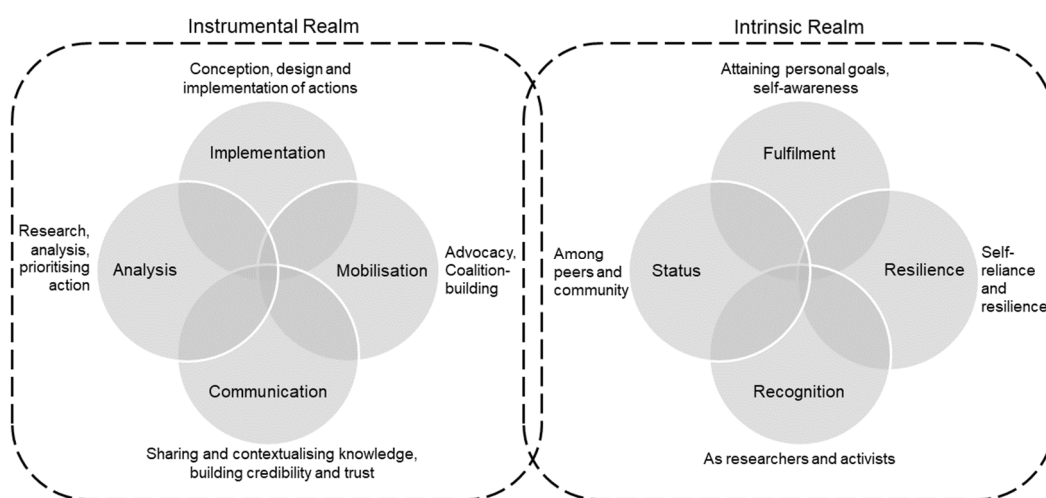 Instrumental Realm
Conception, design and
implementation of actions
Implementation
Research,
analysis,
prioritising
action
Analysis
Mobilisation
Advocacy,
Coalition-
building
Communication
Sharing and contextualising knowledge,
building credibility and trust
Intrinsic Realm
Attaining personal goals,
self-awareness
Fulfilment
Among
peers and
community
Status
Resilience
Self-
reliance
and
resilience
Recognition
As researchers and activists